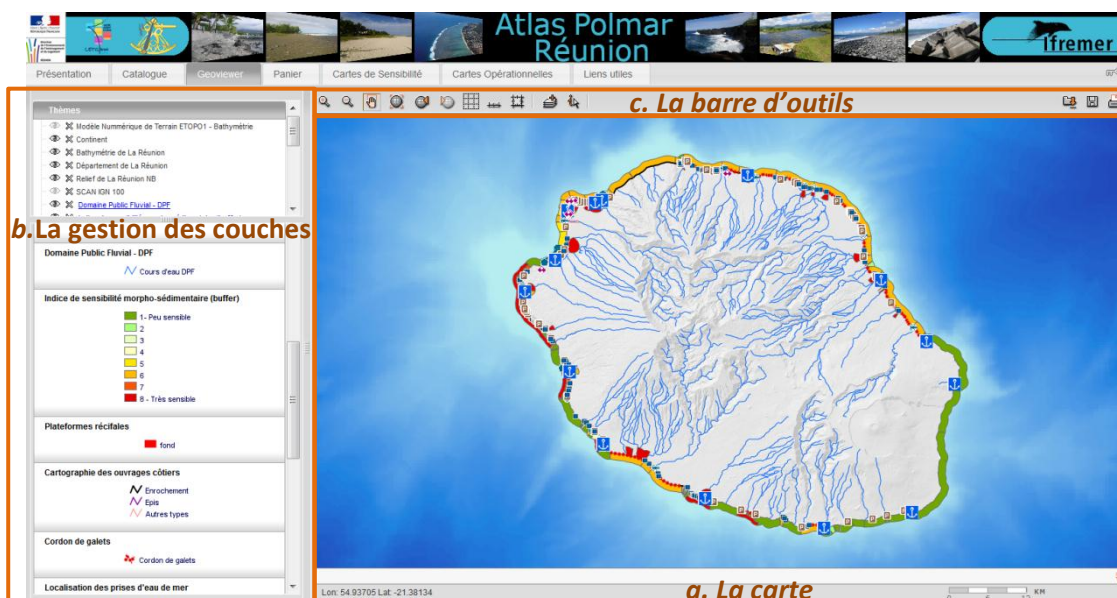 Atlas Polmar
Réunion
Ifremer
Présentation
Catalogue
Geoviewer
Panier
Cartes de Sensibilité
Cartes Opérationnelles
Liens utiles
c. La barre d'outils
Thèmes
Modèle Nummérique de Terrain ETOPO1 - Bathymétrie
Continent
Bathymétrie de La Réunion
Département de La Réunion
Relief de La Réunion NB
SCAN IGN 100
Domaine Public Fluvial - DPF
b.La gestion des couches
Domaine Public Fluvial - DPF
Cours d'eau DPF
Indice de sensibilité morpho-sédimentaire (buffer)
1- Peu sensible
2
3
4
5
6
7
8 - Très sensible
Plateformes récifales
fond
Cartographie des ouvrages côtiers
Enrochement
Epis
Autres types
Cordon de galets
Cordon de galets
Localisation des prises d'eau de mer
Lon: 54.93705 Lat: -21.38134
a. La carte
KM